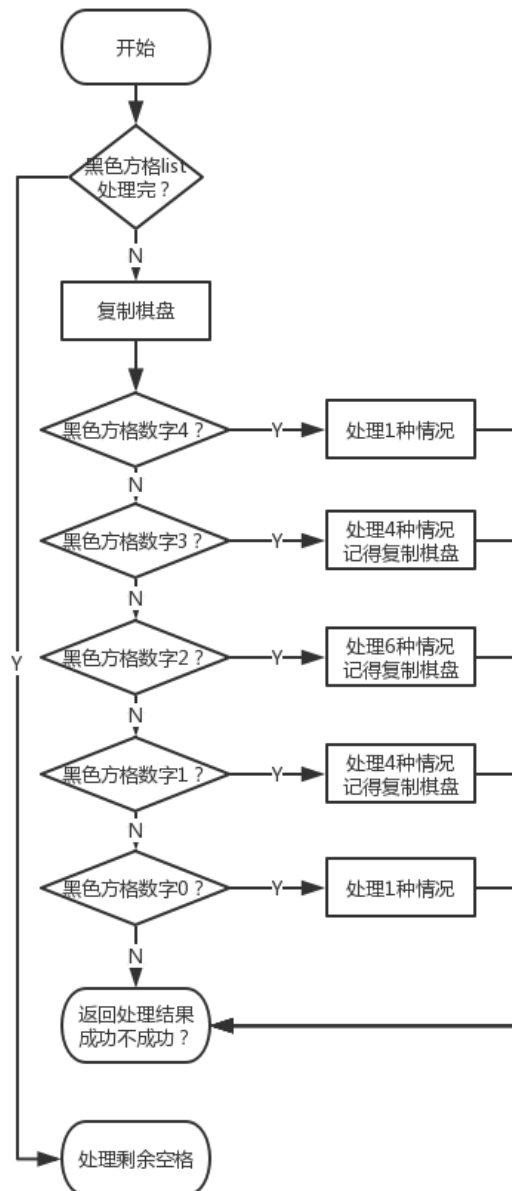 开始
黑色方格list
处理完？
N
复制棋盘
黑色方格数字4？
Y
处理1种情况
N
黑色方格数字3？
Y
处理4种情况
记得复制棋盘
N
黑色方格数字2？
Y
处理6种情况
记得复制棋盘
Y
N
黑色方格数字1？
Y
处理4种情况
记得复制棋盘
N
黑色方格数字0？
Y
处理1种情况
N
返回处理结果
成功不成功？
处理剩余空格